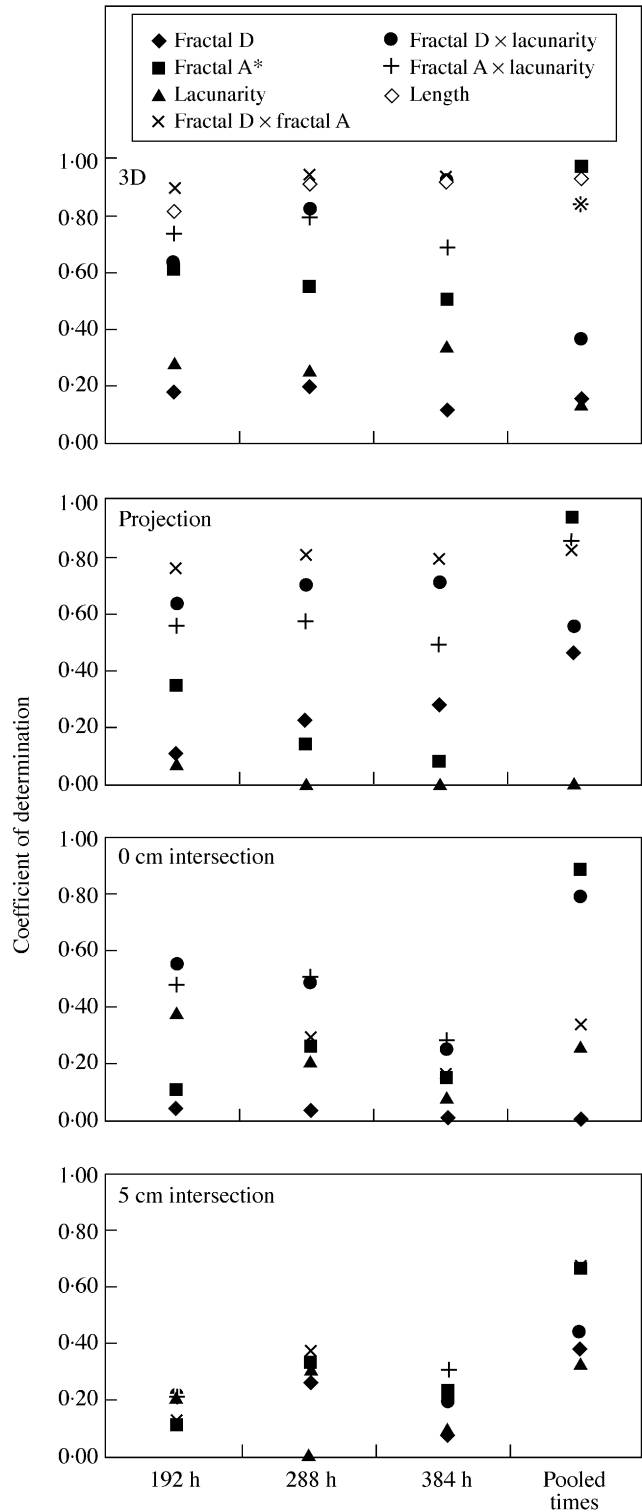 Fractal D
Fractal A*
Lacunarity
Fractal D × fractal A
Fractal D × lacunarity
Fractal A × lacunarity
Length
3D
1·00
0·80
0·60
0·40
0·20
0·00
Projection
1·00
0·80
0·60
0·40
0·20
0·00
Coefficient of determination
0 cm intersection
1·00
0·80
0·60
0·40
0·20
0·00
5 cm intersection
1·00
0·80
0·60
0·40
0·20
0·00
192 h
288 h
384 h
Pooled
times